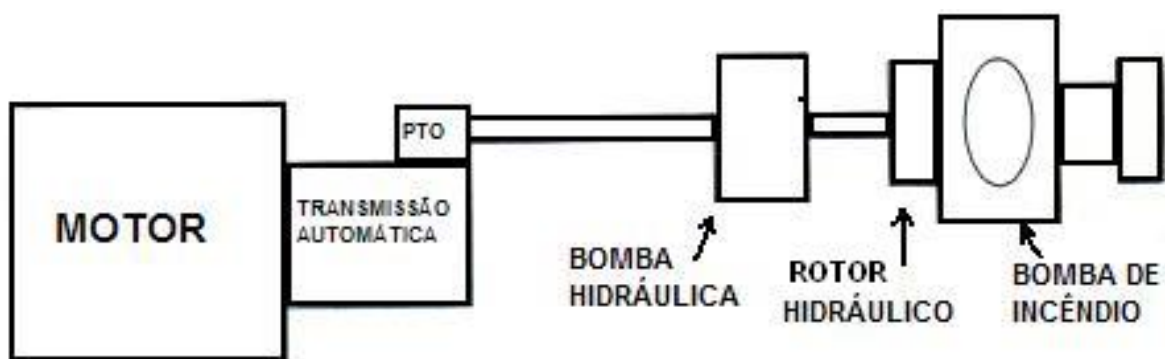 PTO
MOTOR
TRANSMISSÃO
AUTOMÁTICA
BOMBA
HIDRÁULICA
ROTOR
HIDRÁULICO
BOMBA DE
INCÊNDIO